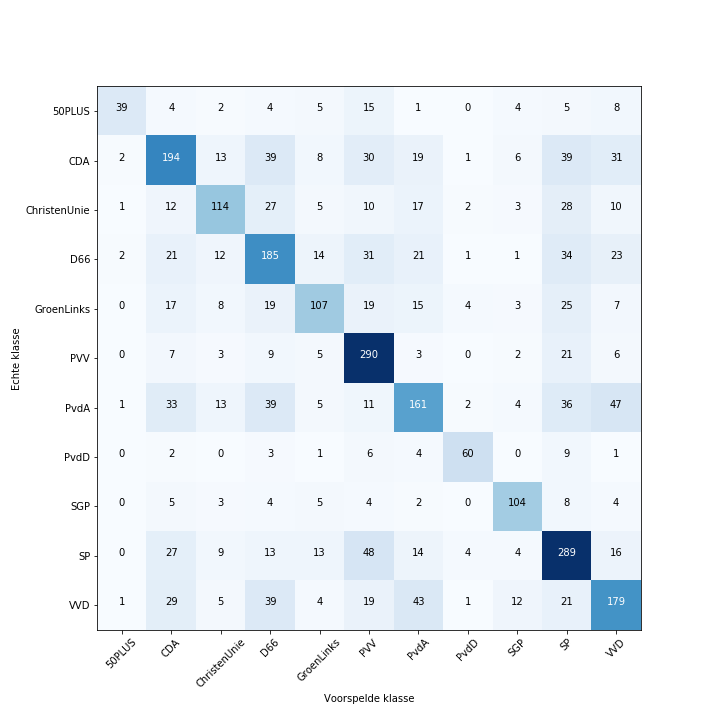 50PLUS 39 4 2 4 5 15 1 0 4 5 8
CDA 2 194 13 39 8 30 19 1 6 39 31
ChristenUnie 1 12 114 27 5 10 17 2 3 28 10
D66 2 21 12 185 14 31 21 1 1 34 23
GroenLinks 0 17 8 19 107 19 15 4 3 25 7
PVV 0 7 3 9 5 290 3 0 2 21 6
PvdA 1 33 13 39 5 11 161 2 4 36 47
PvdD 0 2 0 3 1 6 4 60 0 9 1
SGP 0 5 3 4 5 4 2 0 104 8 4
SP 0 27 9 13 13 48 14 4 4 289 16
VVD 1 29 5 39 4 19 43 1 12 21 179
50PLUS CDA ChristenUnie D66 GroenLinks PVV PvdA PvdD SGP SP VVD
Voorspelde klasse
Echte klasse